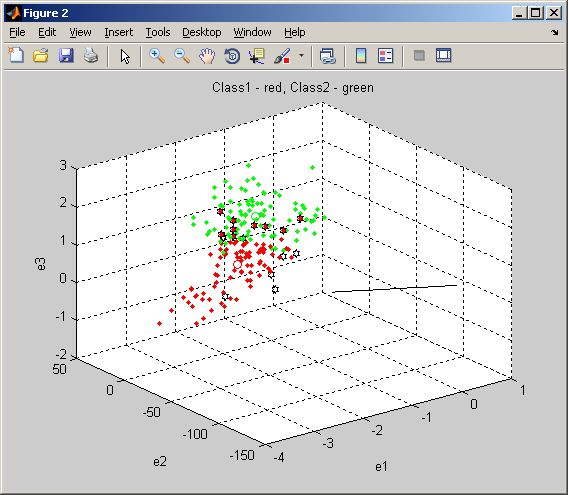 Figure 2
File Edit View Insert Tools Desktop Window Help
Class1 - red, Class2 - green
3
2
1
0
-1
-2
e3
50
0
-50
-100
-150
e2
-4
-3
-2
-1
0
1
e1